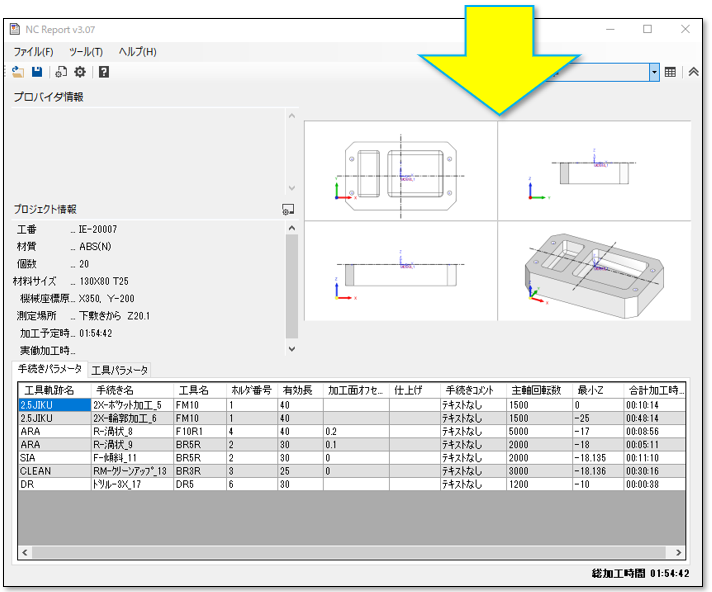 NC Report v3.07
ファイル(F) ツール(T) ヘルプ(H)
プロバイダ情報
プロジェクト情報
工番 ... IE-20007
材質 ... ABS(N)
個数 ... 20
材料サイズ ... 130X80 T25
機械座標原... X350, Y-200
測定場所 ... 下敷きから Z20.1
加工予定時... 01:54:42
実働加工時...
手続きパラメータ 工具パラメータ
工具軌跡名 手続き名 工具名 ホルダ番号 有効長 加工面オフセ... 仕上げ 手続きコメント 主軸回転数 最小Z 合計加工時...
2.5JIKU 2X-ポケット加工_5 FM10 1 40 テキストなし 1500 0 00:10:14
2.5JIKU 2X-輪郭加工_6 FM10 1 40 テキストなし 1500 -25 00:48:14
ARA R-渦状_8 F10R1 4 40 0.2 テキストなし 5000 -17 00:08:56
ARA R-渦状_9 BR5R 2 30 0.1 テキストなし 2000 -18 00:05:11
SIA F-傾斜_11 BR5R 2 30 0 テキストなし 2000 -18.135 00:11:10
CLEAN RM-クリーンアップ_13 BR3R 3 25 0 テキストなし 3000 -18.136 00:30:16
DR ドリル-3X_17 DR5 6 30 テキストなし 1200 -10 00:00:38
総加工時間 01:54:42